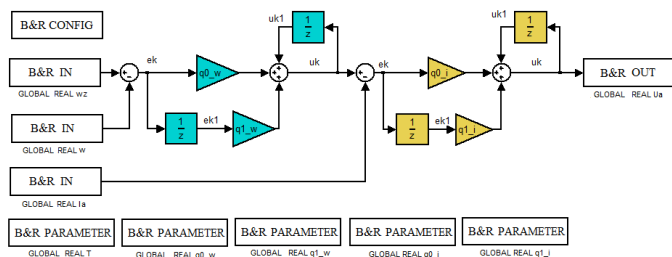 B&R CONFIG
B&R IN
GLOBAL REAL wz
B&R IN
GLOBAL REAL w
B&R IN
GLOBAL REAL Ia
ek
q0_w
1
z
ek1
q1_w
uk1
1
z
uk
ek
q0_i
1
z
ek1
q1_i
uk1
1
z
uk
B&R OUT
GLOBAL REAL Ua
B&R PARAMETER
GLOBAL REAL T
B&R PARAMETER
GLOBAL REAL q0_w
B&R PARAMETER
GLOBAL REAL q1_w
B&R PARAMETER
GLOBAL REAL q0_i
B&R PARAMETER
GLOBAL REAL q1_i